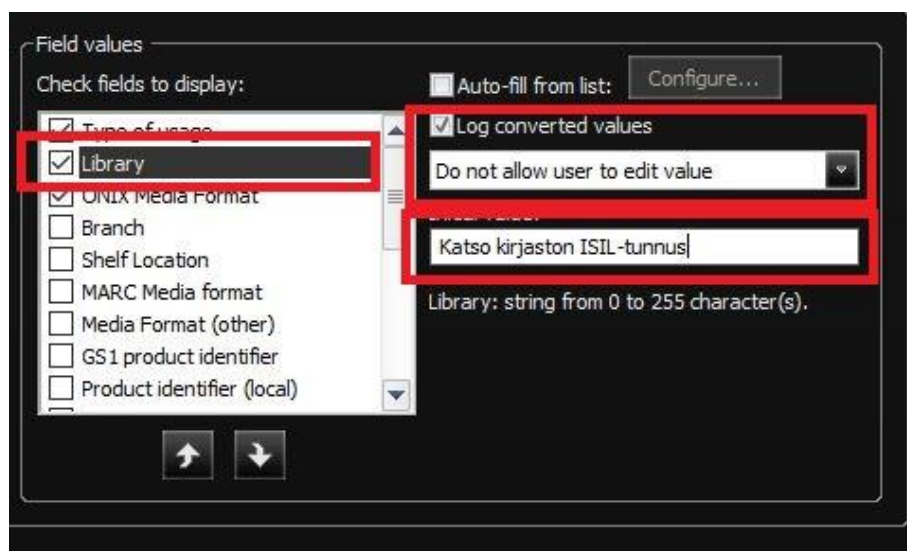 Field values
Check fields to display:
Type of usage
Library
ONIX Media Format
Branch
Shelf Location
MARC Media format
Media Format (other)
GS1 product identifier
Product identifier (local)
Auto-fill from list:
Configure...
Log converted values
Do not allow user to edit value
Katso kirjaston ISIL-tunnus
Library: string from 0 to 255 character(s).